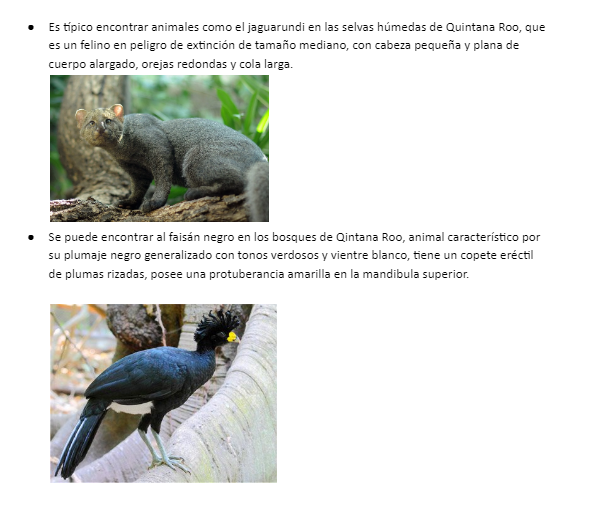 • Es típico encontrar animales como el jaguarundi en las selvas húmedas de Quintana Roo, que
es un felino en peligro de extinción de tamaño mediano, con cabeza pequeña y plana de
cuerpo alargado, orejas redondas y cola larga.
• Se puede encontrar al faisán negro en los bosques de Qintana Roo, animal característico por
su plumaje negro generalizado con tonos verdosos y vientre blanco, tiene un copete eréctil
de plumas rizadas, posee una protuberancia amarilla en la mandibula superior.